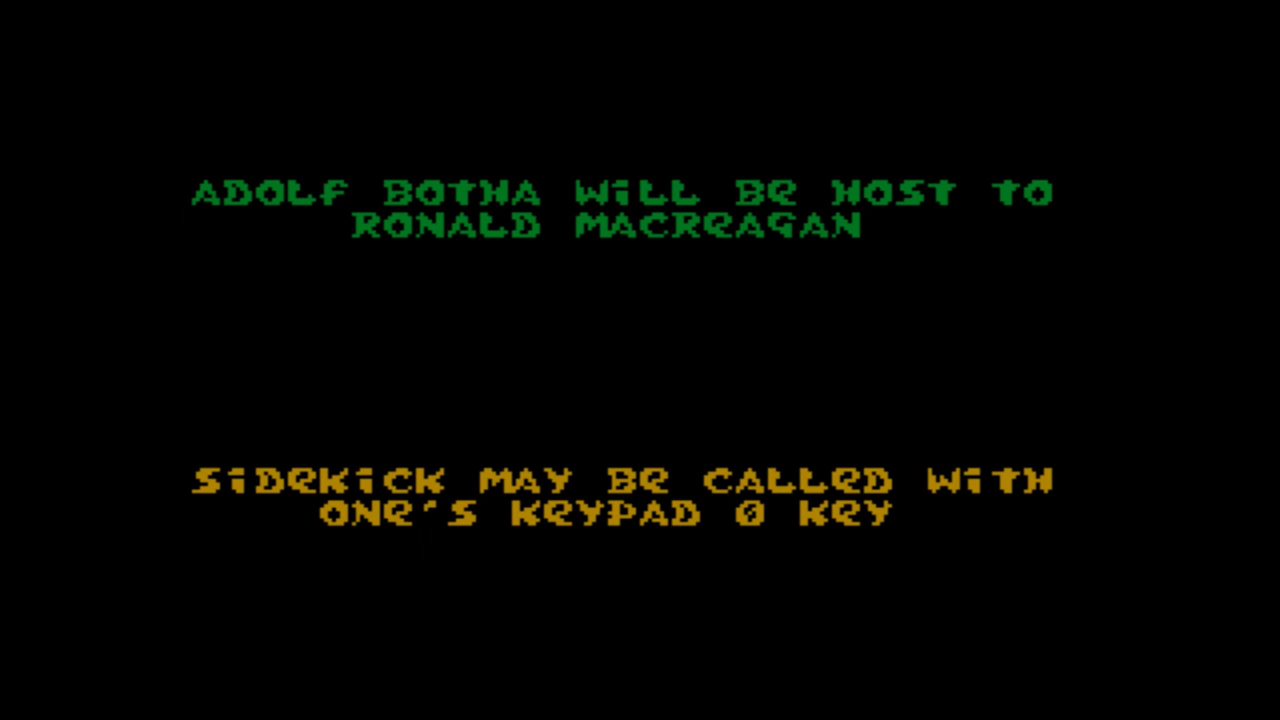 ADOLF BOTHA WiLL BE HOST TO
RONALD MACREAGAN
SiDEKiCK MAY BE CALLED WiTH
ONE'S KEYPAD 0 KEY